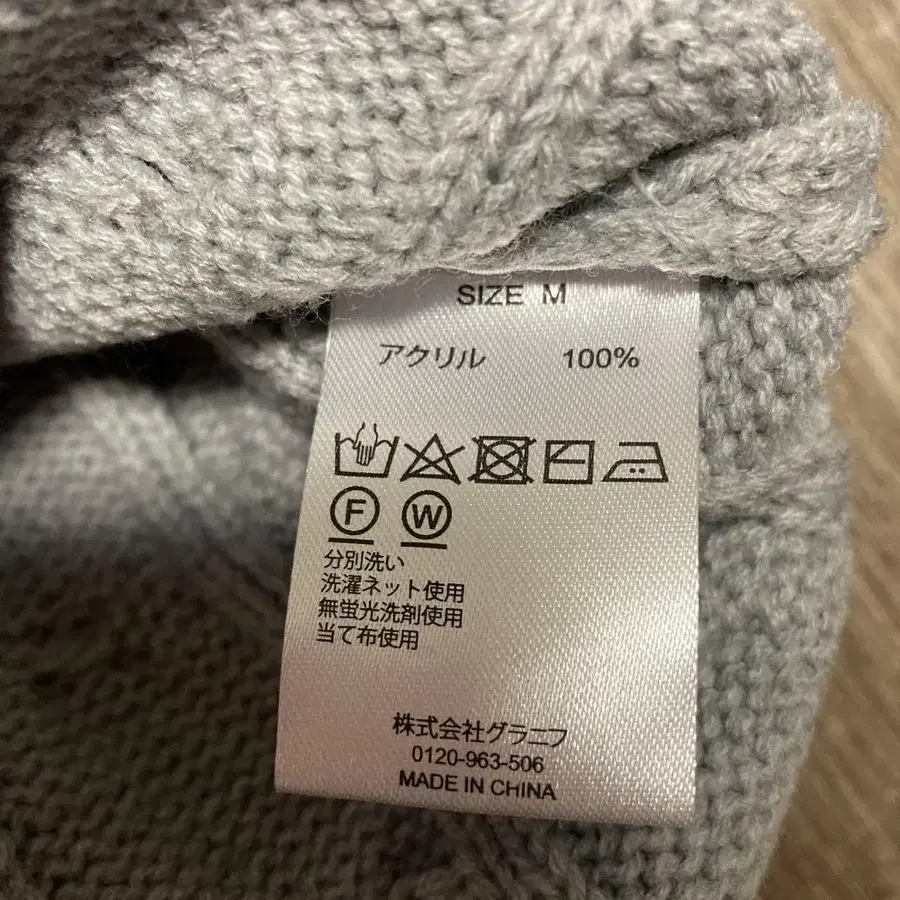 SIZE M
アクリル 100%
F W
分別洗い
洗濯ネット使用
無蛍光洗剤使用
当て布使用
株式会社グラニフ
0120-963-506
MADE IN CHINA